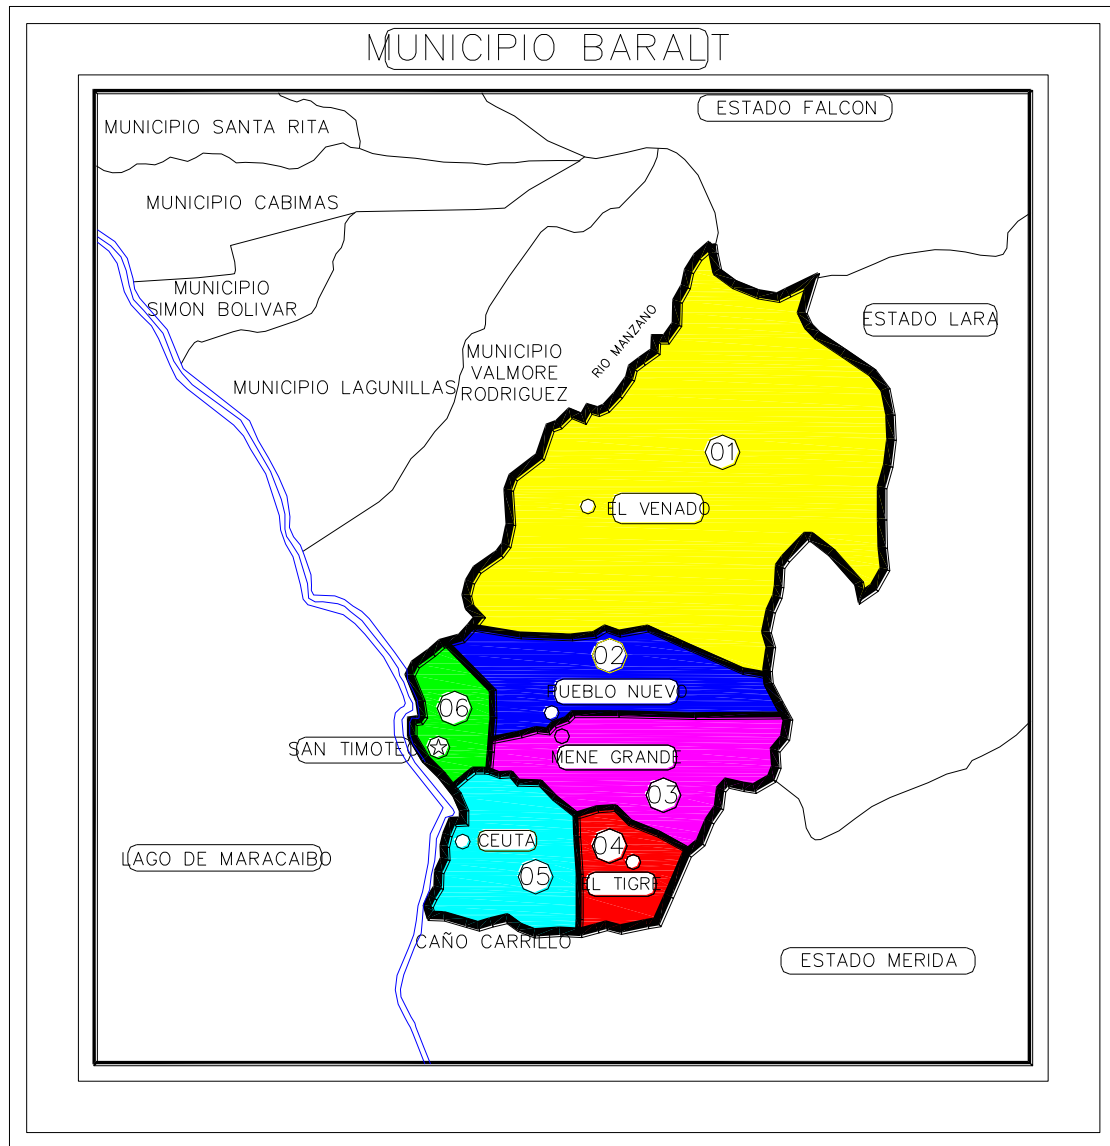 MUNICIPIO BARALT
ESTADO FALCON
MUNICIPIO SANTA RITA
MUNICIPIO CABIMAS
MUNICIPIO
SIMON BOLIVAR
ESTADO LARA
RIO MANZANO
MUNICIPIO
VALMORE
RODRIGUEZ
MUNICIPIO LAGUNILLAS
01
EL VENADO
02
PUEBLO NUEVO
06
SAN TIMOTEO
MENE GRANDE
03
CEUTA
04
05
EL TIGRE
LAGO DE MARACAIBO
CAÑO CARRILLO
ESTADO MERIDA